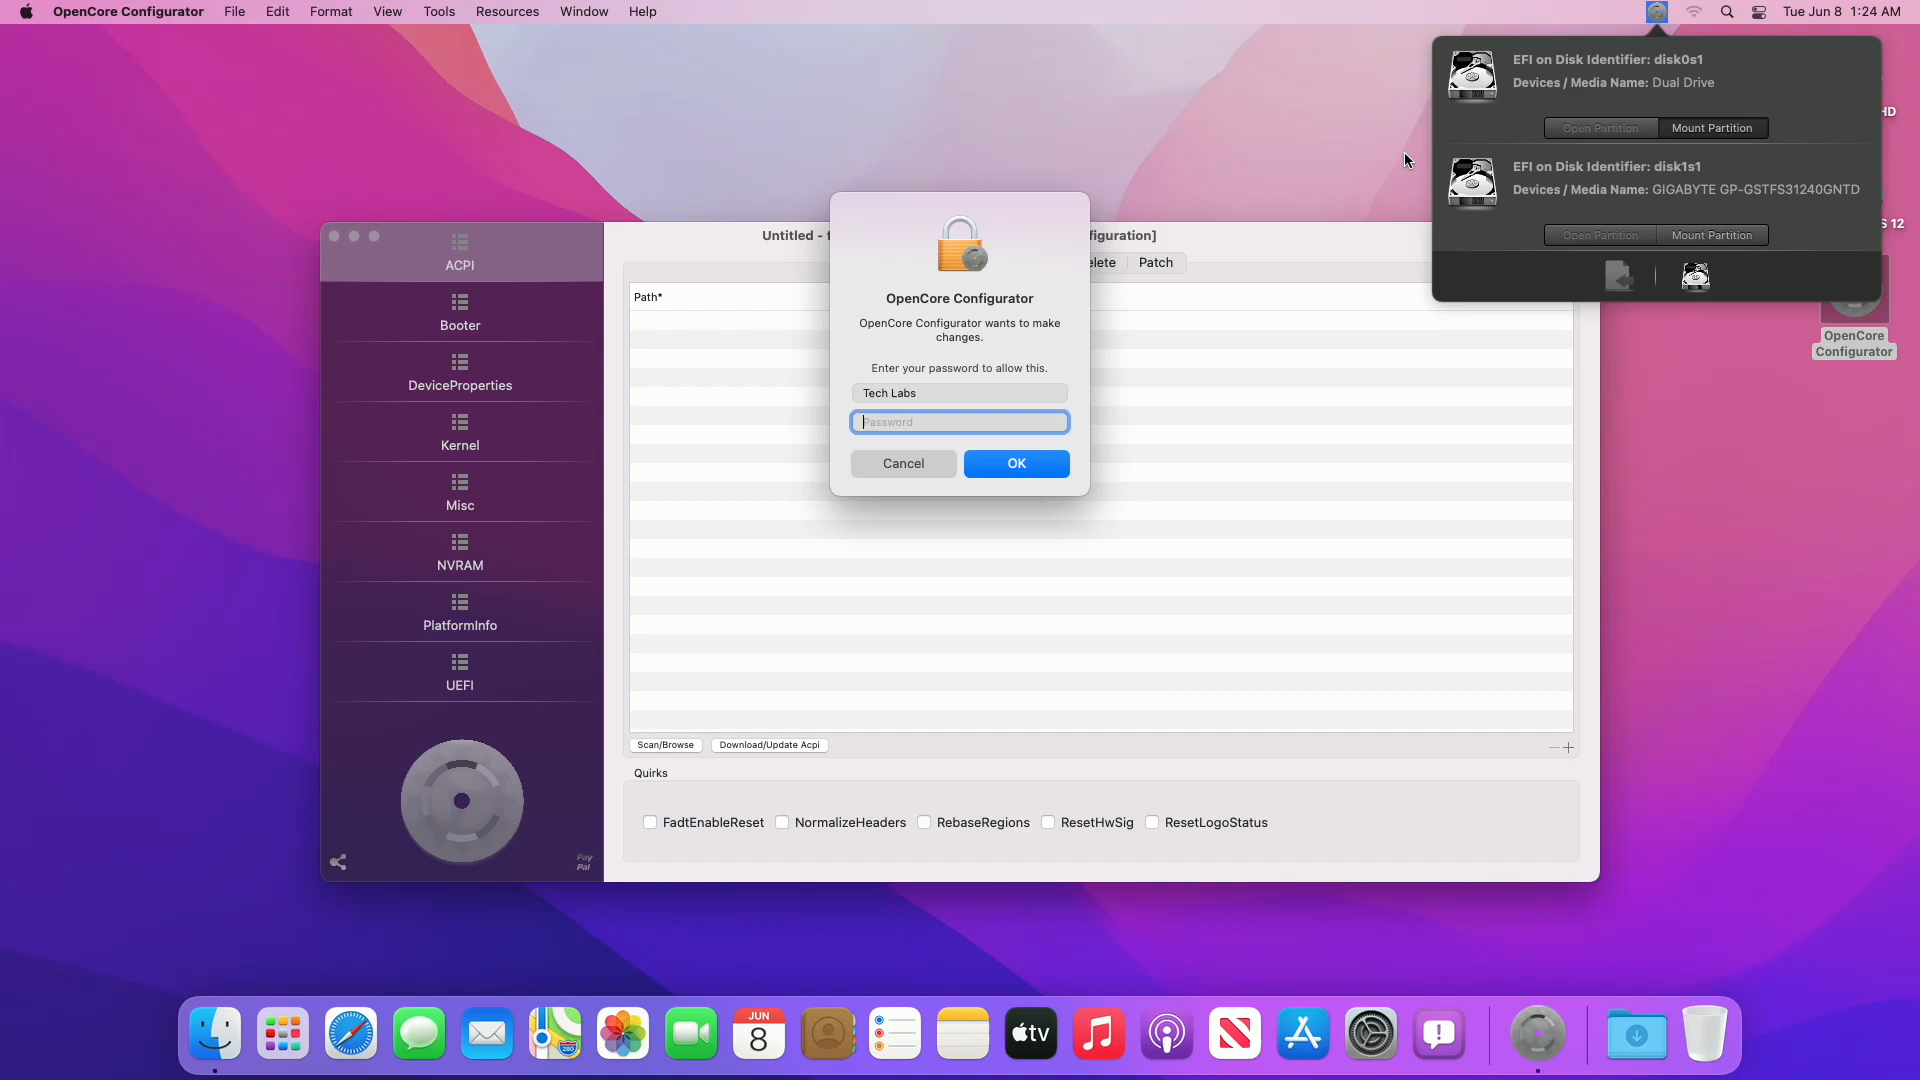 OpenCore Configurator File Edit Format View Tools Resources Window Help Tue Jun 8 1:24 AM
EFI on Disk Identifier: disk0s1
Devices / Media Name: Dual Drive
Open Partition Mount Partition
EFI on Disk Identifier: disk1s1
Devices / Media Name: GIGABYTE GP-GSTFS31240GNTD
Open Partition Mount Partition
HD
S 12
OpenCore
Configurator
Untitled - f
figuration]
elete Patch
Path*
ACPI
Booter
DeviceProperties
Kernel
Misc
NVRAM
PlatformInfo
UEFI
Pay
Pal
OpenCore Configurator
OpenCore Configurator wants to make
changes.
Enter your password to allow this.
Tech Labs
Password
Cancel OK
Scan/Browse Download/Update Acpi
Quirks
FadtEnableReset NormalizeHeaders RebaseRegions ResetHwSig ResetLogoStatus
280
JUN
8
tv